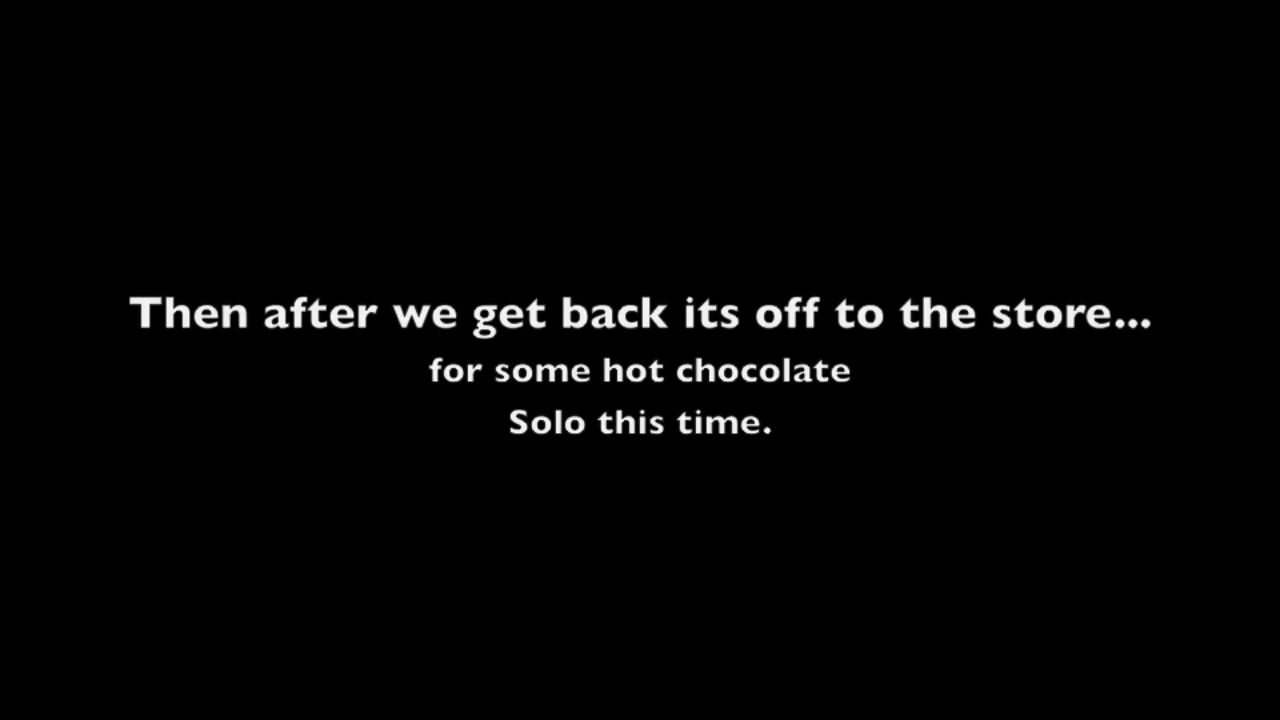 Then after we get back its off to the store...
for some hot chocolate
Solo this time.